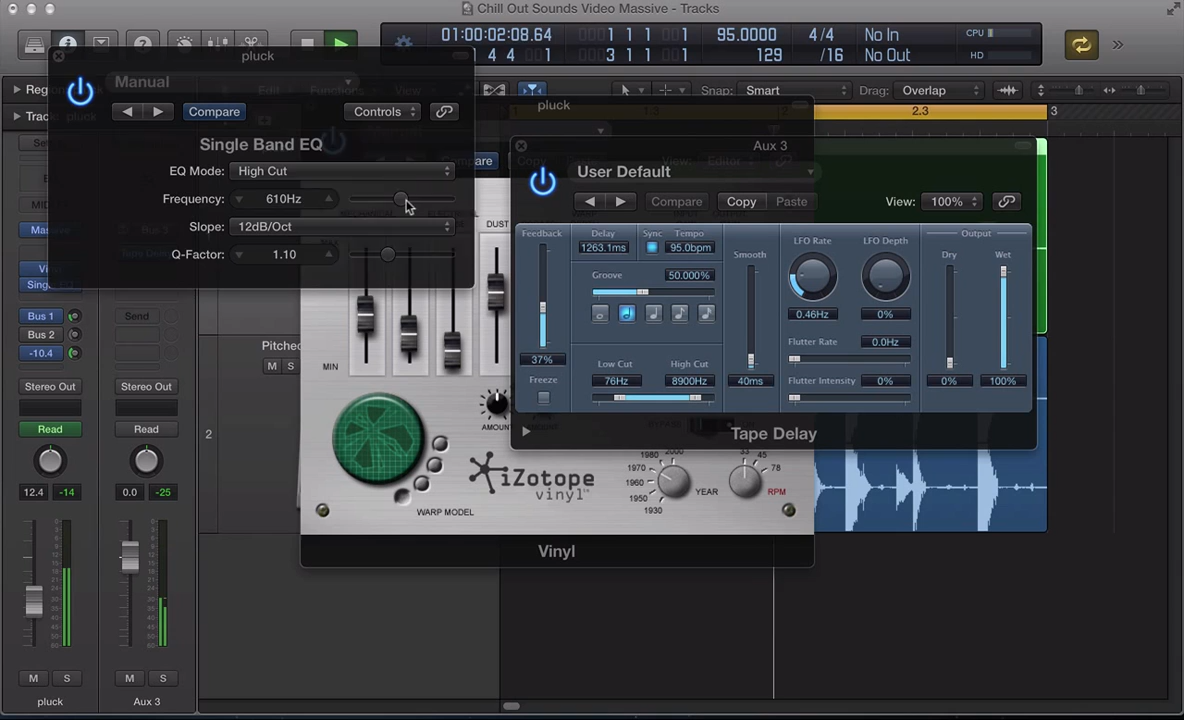 Chill Out Sounds Video Massive - Tracks
01:00:02:08.64
4 4 1
1 1 1 1
3 1 1 1
95.0000
129
4/4
/16
No In
No Out
CPU
HD
pluck
Manual
Compare
Controls
Single Band EQ
EQ Mode: High Cut
Frequency: 610Hz
Slope: 12dB/Oct
Q-Factor: 1.10
Edit Functions View
Snap: Smart
Drag: Overlap
2.3
3
pluck
Compare Copy Paste View: Editor
DUST
MIN
AMOUNT
WARP MODEL
iZotope
vinyl
1930
1950
1960
1970
1980
2000
YEAR
33
45
78
RPM
Vinyl
Aux 3
User Default
Compare
Copy
Paste
View: 100%
Feedback
37%
Freeze
Delay
1263.1ms
Sync
Tempo
95.0bpm
Groove
50.000%
Low Cut
76Hz
High Cut
8900Hz
Smooth
40ms
LFO Rate
0.46Hz
LFO Depth
0%
Flutter Rate
0.0Hz
Flutter Intensity
0%
Output
Dry
0%
Wet
100%
Tape Delay
Pitched
M S
2
Bus 1
Bus 2
-10.4
Send
Stereo Out
Stereo Out
Read
Read
12.4 -14
0.0 -25
M S
M S
pluck
Aux 3